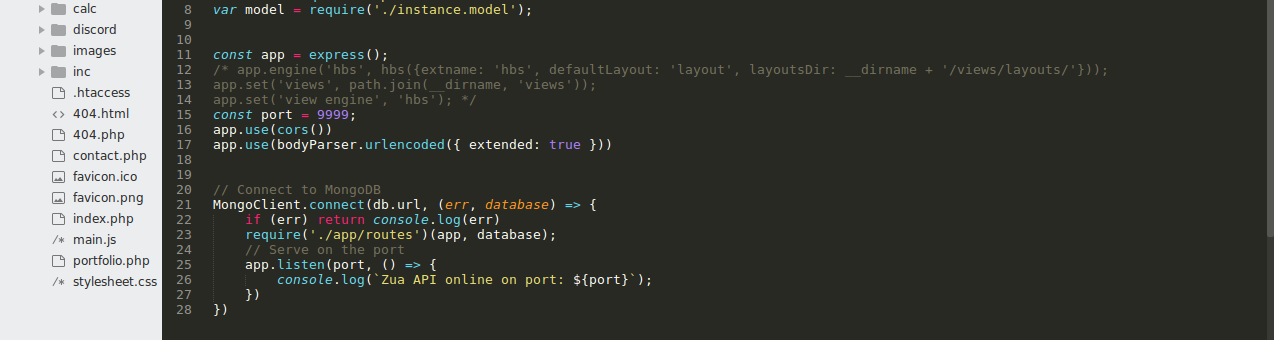 calc
discord
images
inc
.htaccess
404.html
404.php
contact.php
favicon.ico
favicon.png
index.php
main.js
portfolio.php
stylesheet.css
8 var model = require('./instance.model');
9
10
11 const app = express();
12 /* app.engine('hbs', hbs({extname: 'hbs', defaultLayout: 'layout', layoutsDir: __dirname + '/views/layouts/'}));
13 app.set('views', path.join(__dirname, 'views'));
14 app.set('view engine', 'hbs'); */
15 const port = 9999;
16 app.use(cors())
17 app.use(bodyParser.urlencoded({ extended: true }))
18
19
20 // Connect to MongoDB
21 MongoClient.connect(db.url, (err, database) => {
22     if (err) return console.log(err)
23     require('./app/routes')(app, database);
24     // Serve on the port
25     app.listen(port, () => {
26         console.log(`Zua API online on port: ${port}`);
27     })
28 })